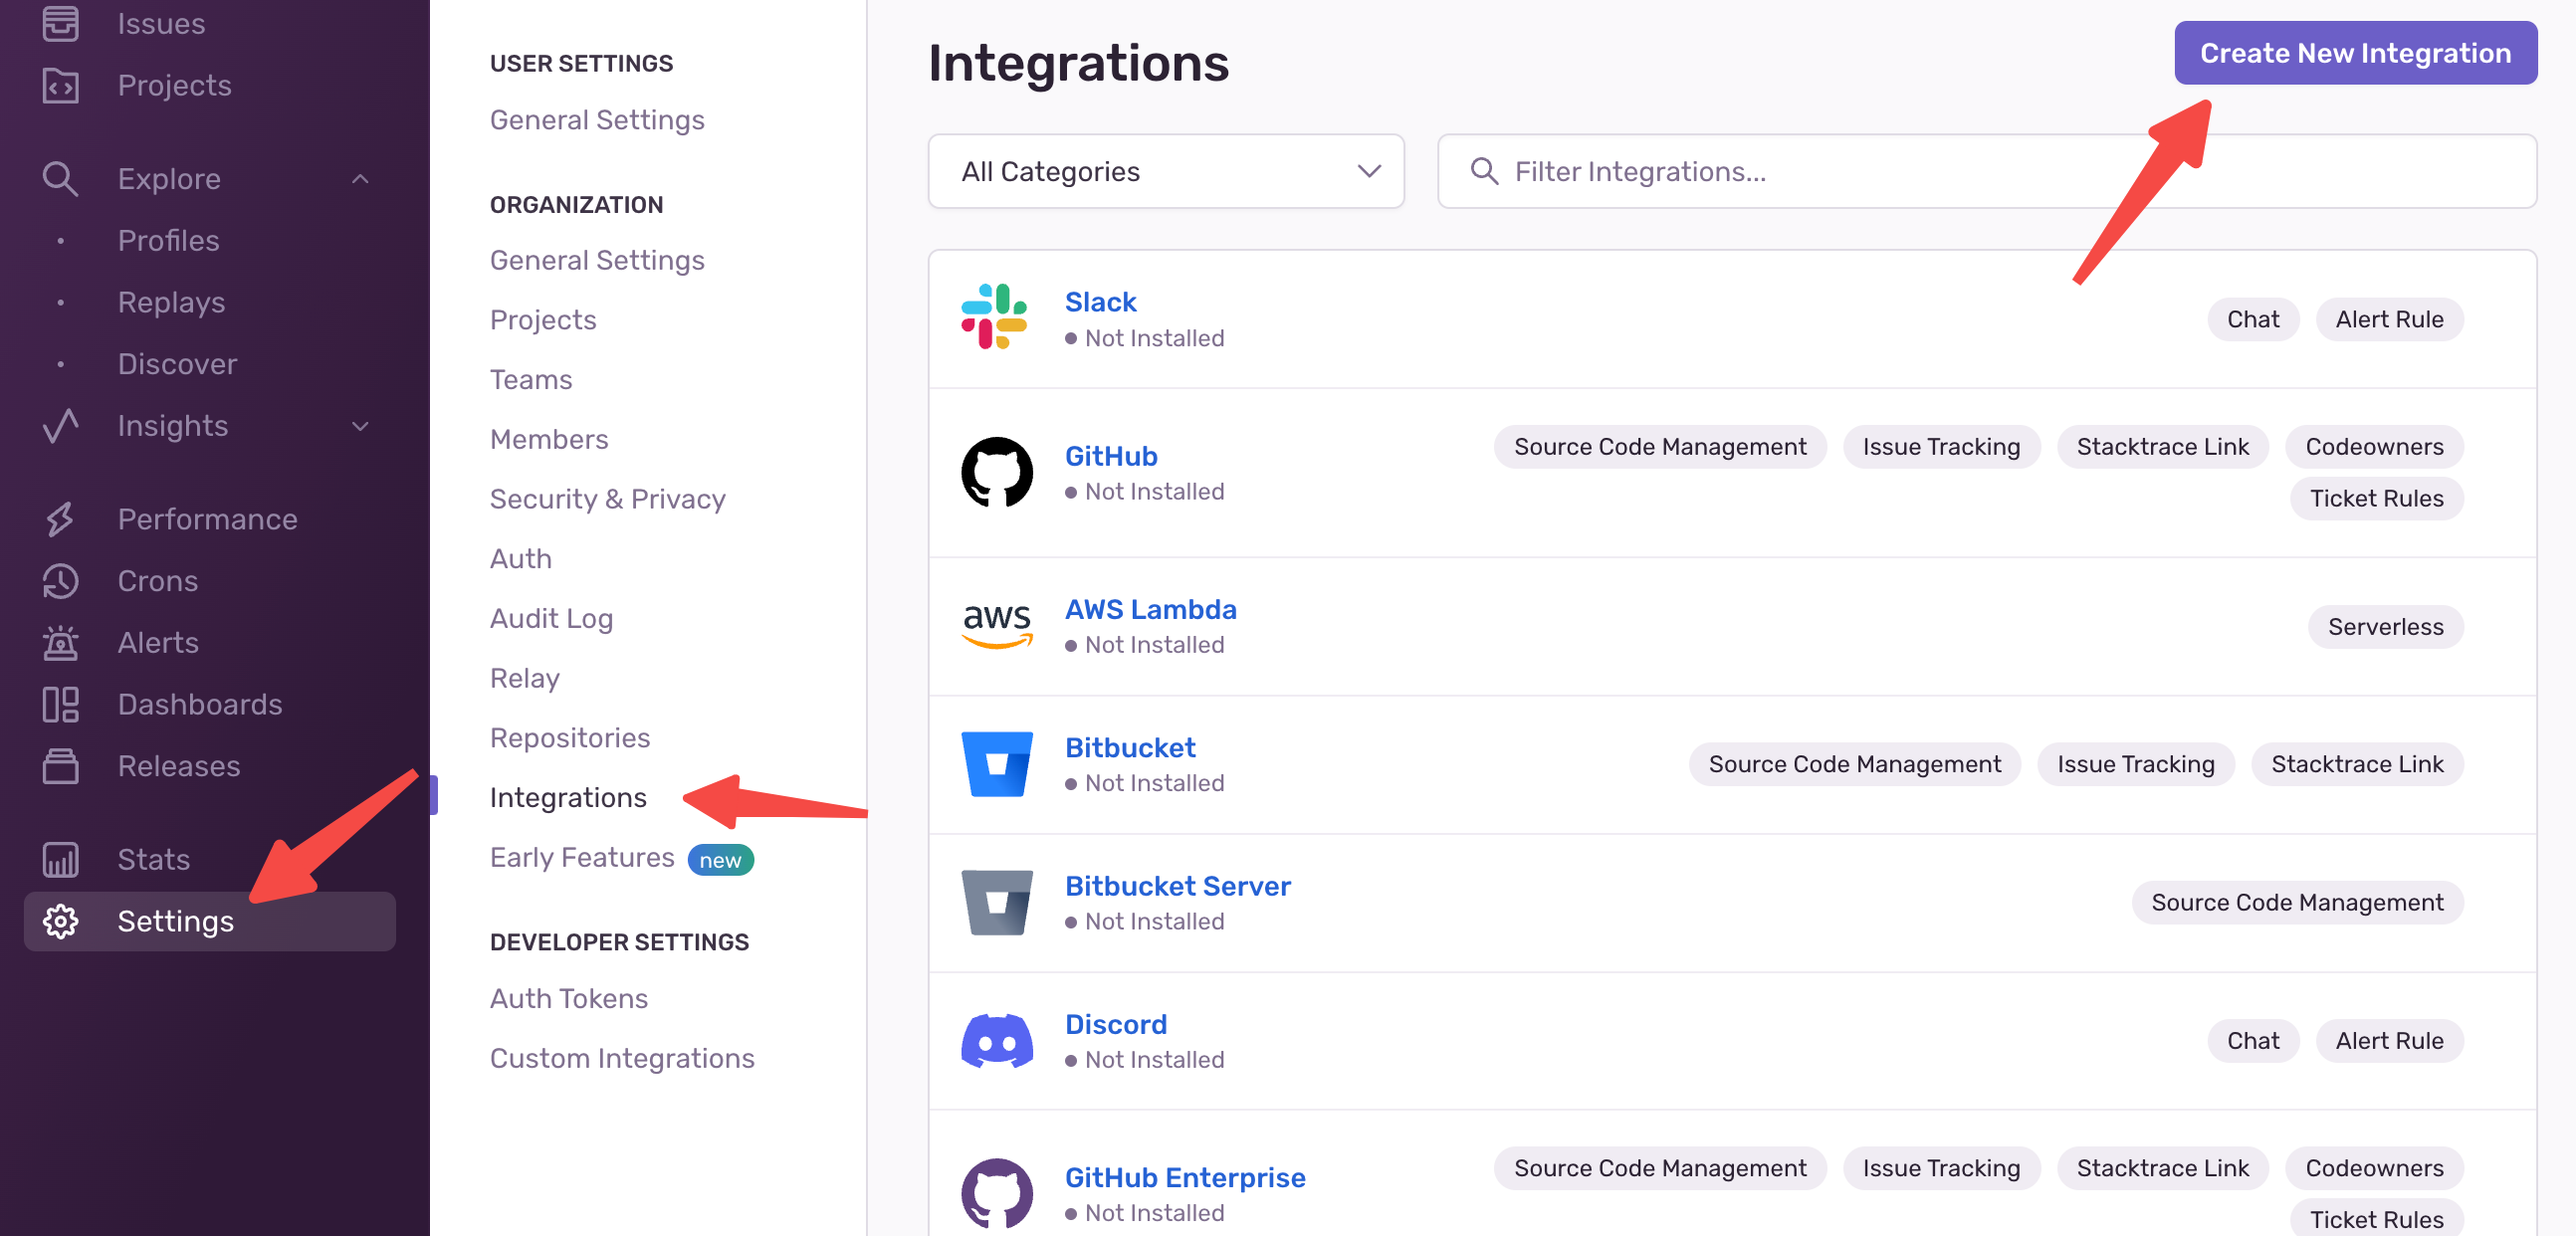 Issues
Projects
Explore
Profiles
Replays
Discover
Insights
Performance
Crons
Alerts
Dashboards
Releases
Stats
Settings
USER SETTINGS
General Settings
ORGANIZATION
General Settings
Projects
Teams
Members
Security & Privacy
Auth
Audit Log
Relay
Repositories
Integrations
Early Features new
DEVELOPER SETTINGS
Auth Tokens
Custom Integrations
Integrations
Create New Integration
All Categories
Filter Integrations...
Slack
Not Installed
Chat Alert Rule
GitHub
Not Installed
Source Code Management Issue Tracking Stacktrace Link Codeowners
Ticket Rules
aws
AWS Lambda
Not Installed
Serverless
Bitbucket
Not Installed
Source Code Management Issue Tracking Stacktrace Link
Bitbucket Server
Not Installed
Source Code Management
Discord
Not Installed
Chat Alert Rule
GitHub Enterprise
Not Installed
Source Code Management Issue Tracking Stacktrace Link Codeowners
Ticket Rules